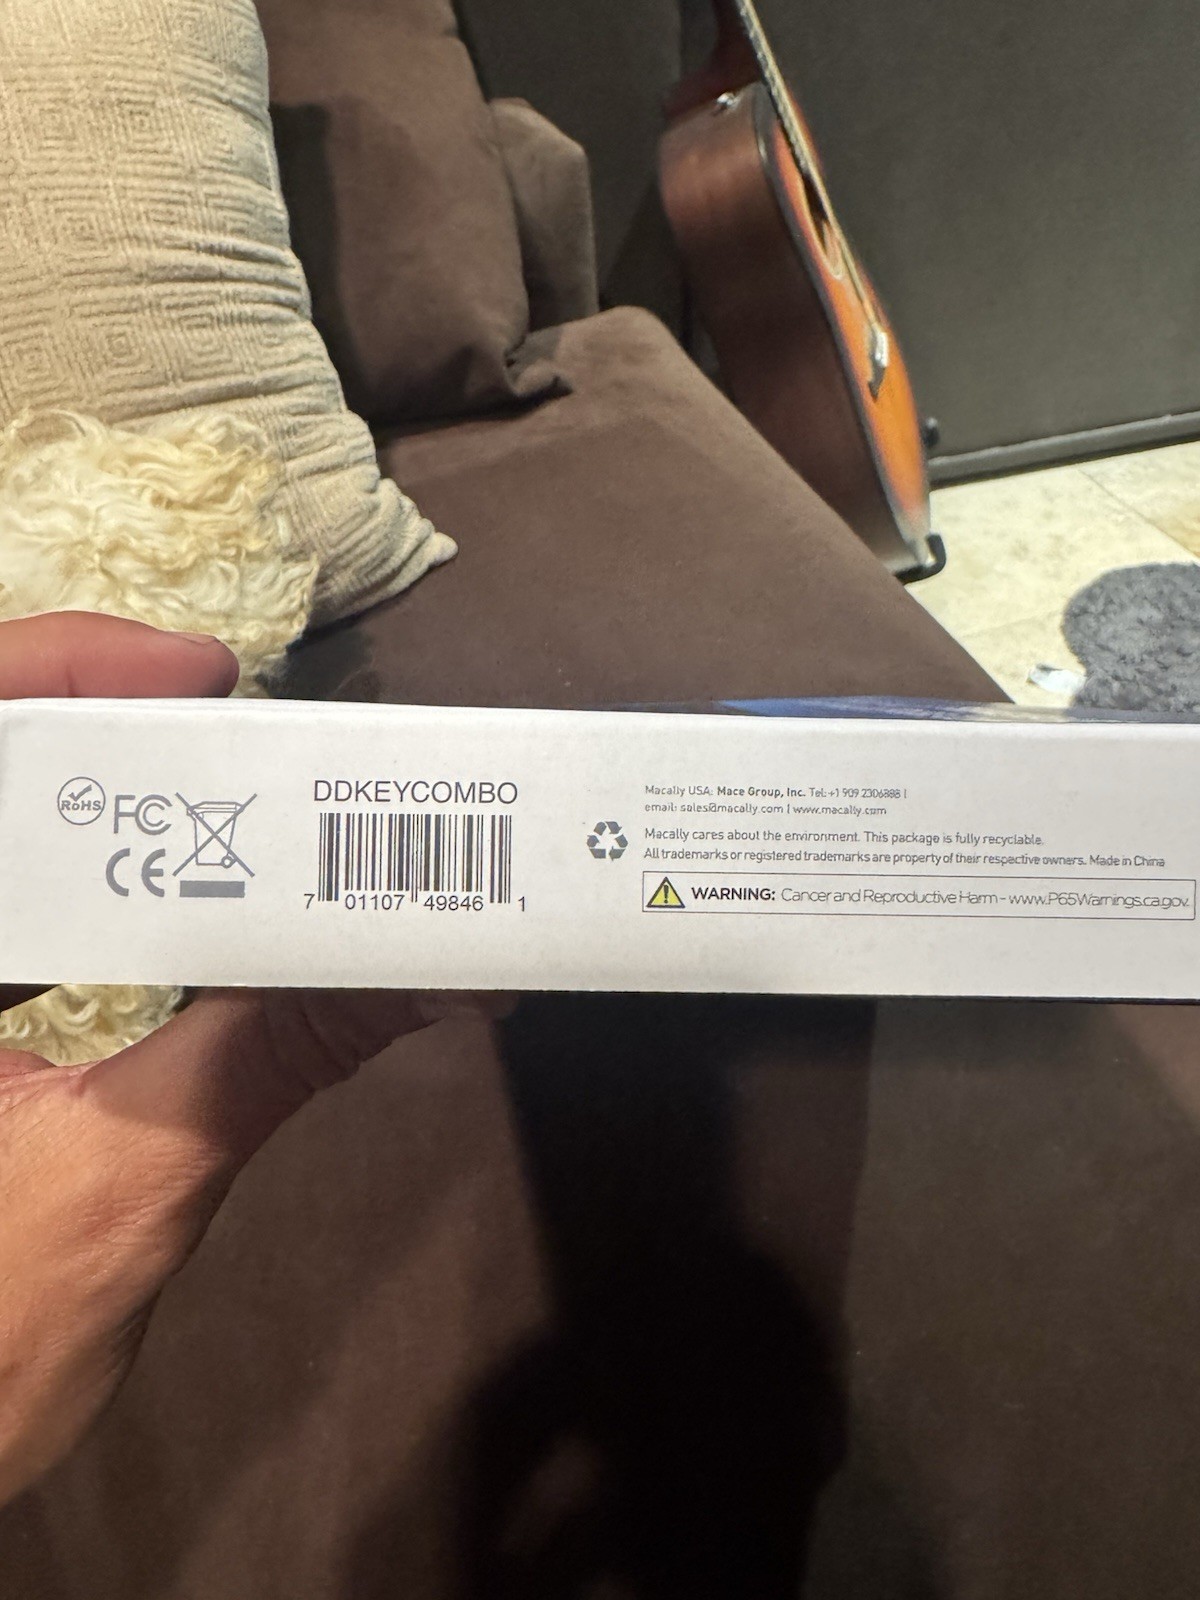 RoHS
FC
CE
DDKEYCOMBO
7 01107 49846 1
Macally USA: Mace Group, Inc. Tel: +1 909 2306888 |
email: sales@macally.com | www.macally.com
Macally cares about the environment. This package is fully recyclable.
All trademarks or registered trademarks are property of their respective owners. Made in China
WARNING: Cancer and Reproductive Harm - www.P65Warnings.ca.gov.